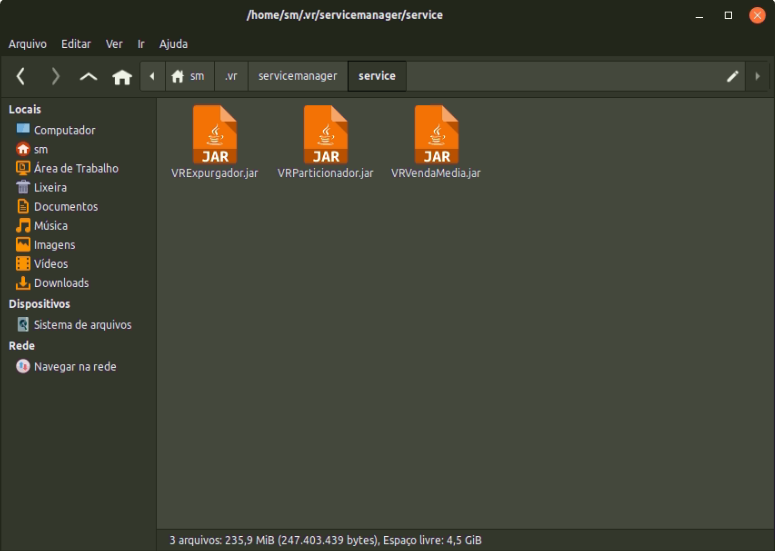 /home/sm/.vr/servicemanager/service
Arquivo Editar Ver Ir Ajuda
sm .vr servicemanager service
Locais
Computador
sm
Área de Trabalho
Lixeira
Documentos
Música
Imagens
Vídeos
Downloads
Dispositivos
Sistema de arquivos
Rede
Navegar na rede
JAR JAR JAR
VRExpurgador.jar VRParticionador.jar VRVendaMedia.jar
3 arquivos: 235,9 MiB (247.403.439 bytes), Espaço livre: 4,5 GiB